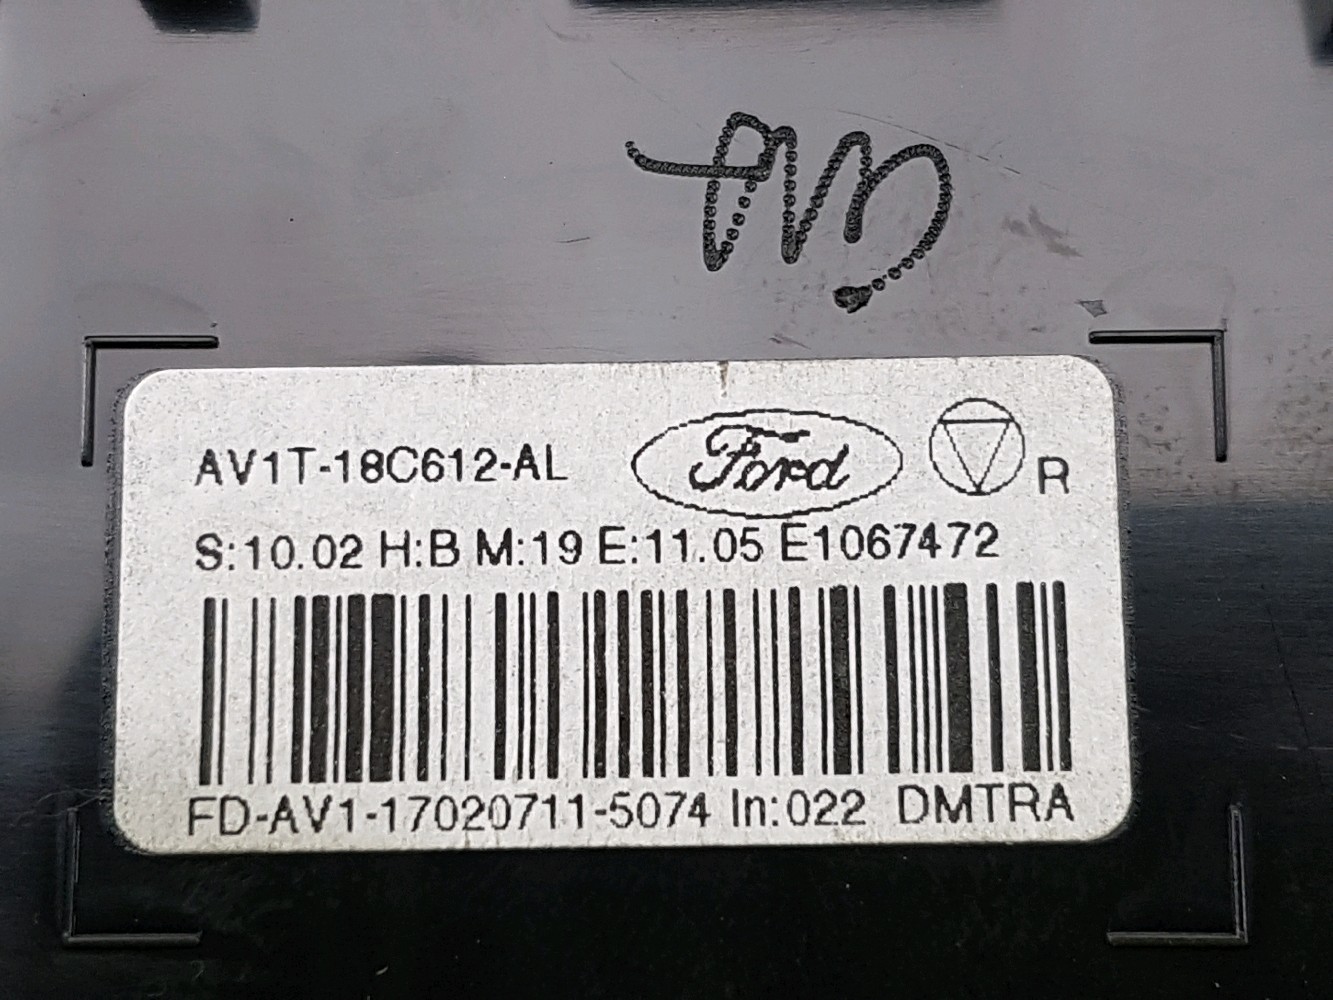 AV1T-18C612-AL Ford R
S:10.02 H:B M:19 E:11.05 E1067472
FD-AV1-17020711-5074 In:022 DMTRA